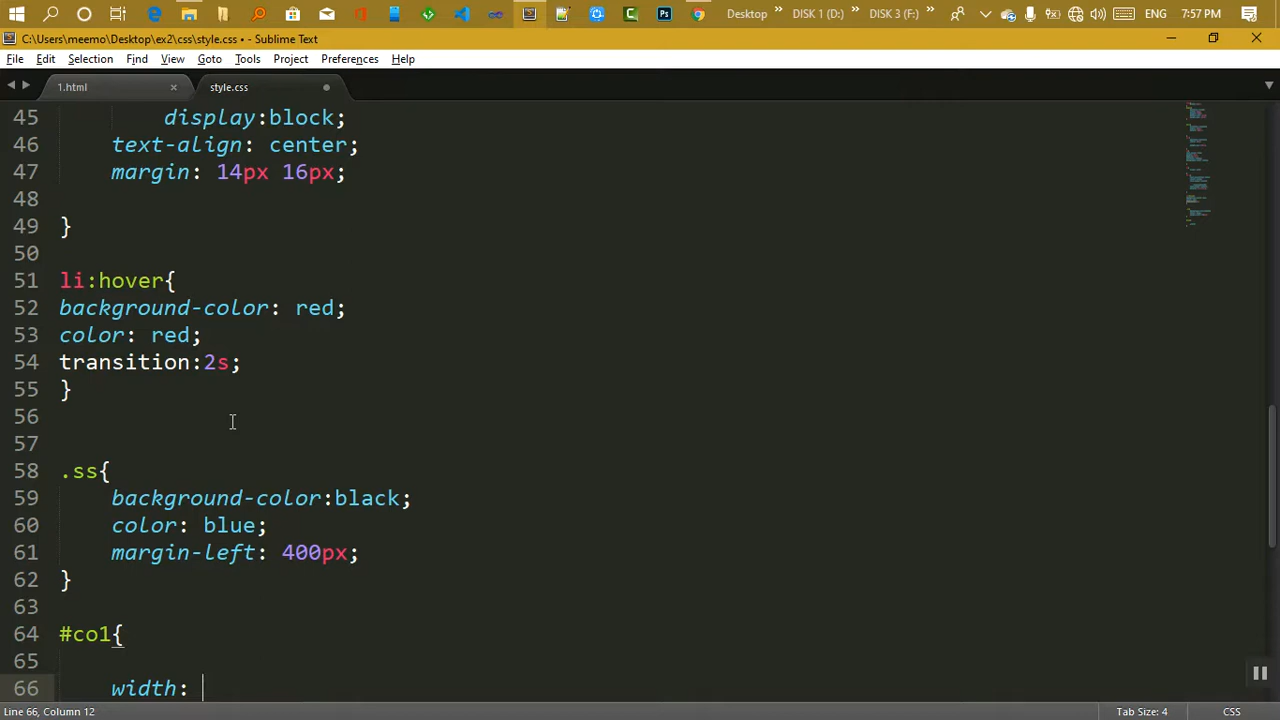 Desktop
DISK 1 (D:)
DISK 3 (F:)
ENG
7:57 PM
C:\Users\meemo\Desktop\ex2\css\style.css • - Sublime Text
File Edit Selection Find View Goto Tools Project Preferences Help
1.html
style.css
45 display:block;
46 text-align: center;
47 margin: 14px 16px;
48
49 }
50
51 li:hover{
52 background-color: red;
53 color: red;
54 transition:2s;
55 }
56
57
58 .ss{
59 background-color:black;
60 color: blue;
61 margin-left: 400px;
62 }
63
64 #co1{
65
66 width:
Line 66, Column 12
Tab Size: 4
CSS